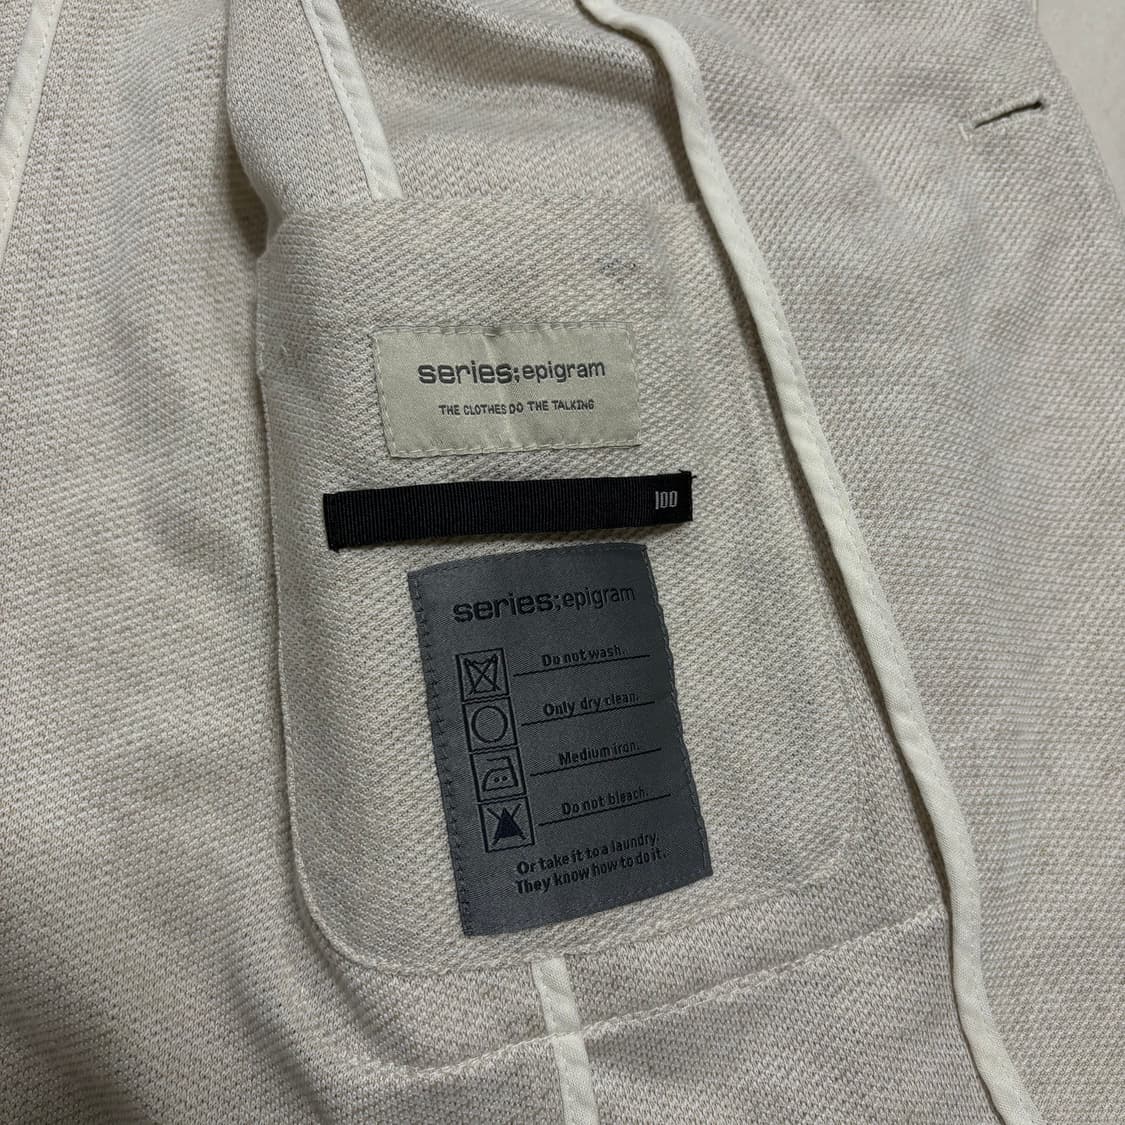 series;epigram
THE CLOTHES DO THE TALKING
100
series;epigram
Do not wash.
Only dry clean.
Medium iron.
Do not bleach.
Or take it to a laundry.
They know how to do it.